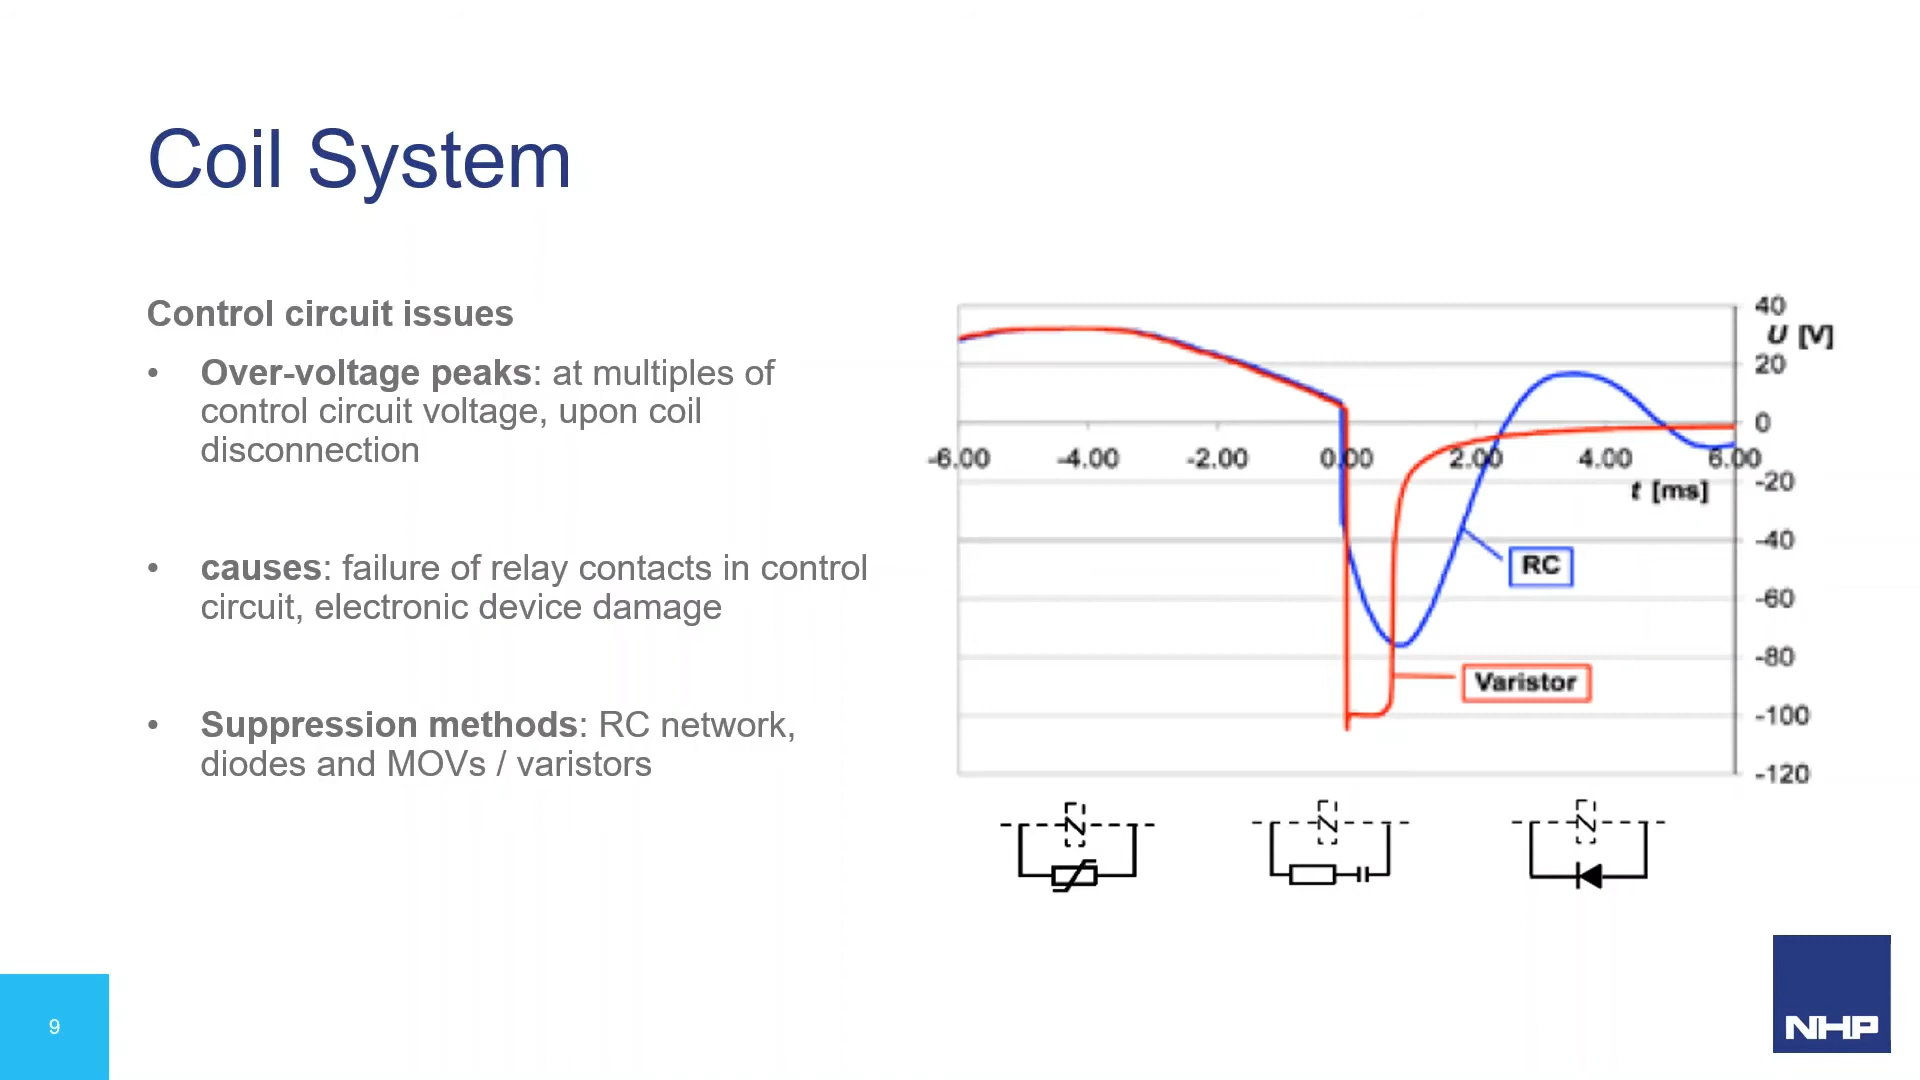 Coil System
Control circuit issues
• Over-voltage peaks: at multiples of
control circuit voltage, upon coil
disconnection
• causes: failure of relay contacts in control
circuit, electronic device damage
• Suppression methods: RC network,
diodes and MOVs / varistors
40
U [V]
20
0
-6.00 -4.00 -2.00 0.00 2.00 4.00 6.00
-20
t [ms]
-40
RC
-60
-80
Varistor
-100
-120
9
NHP